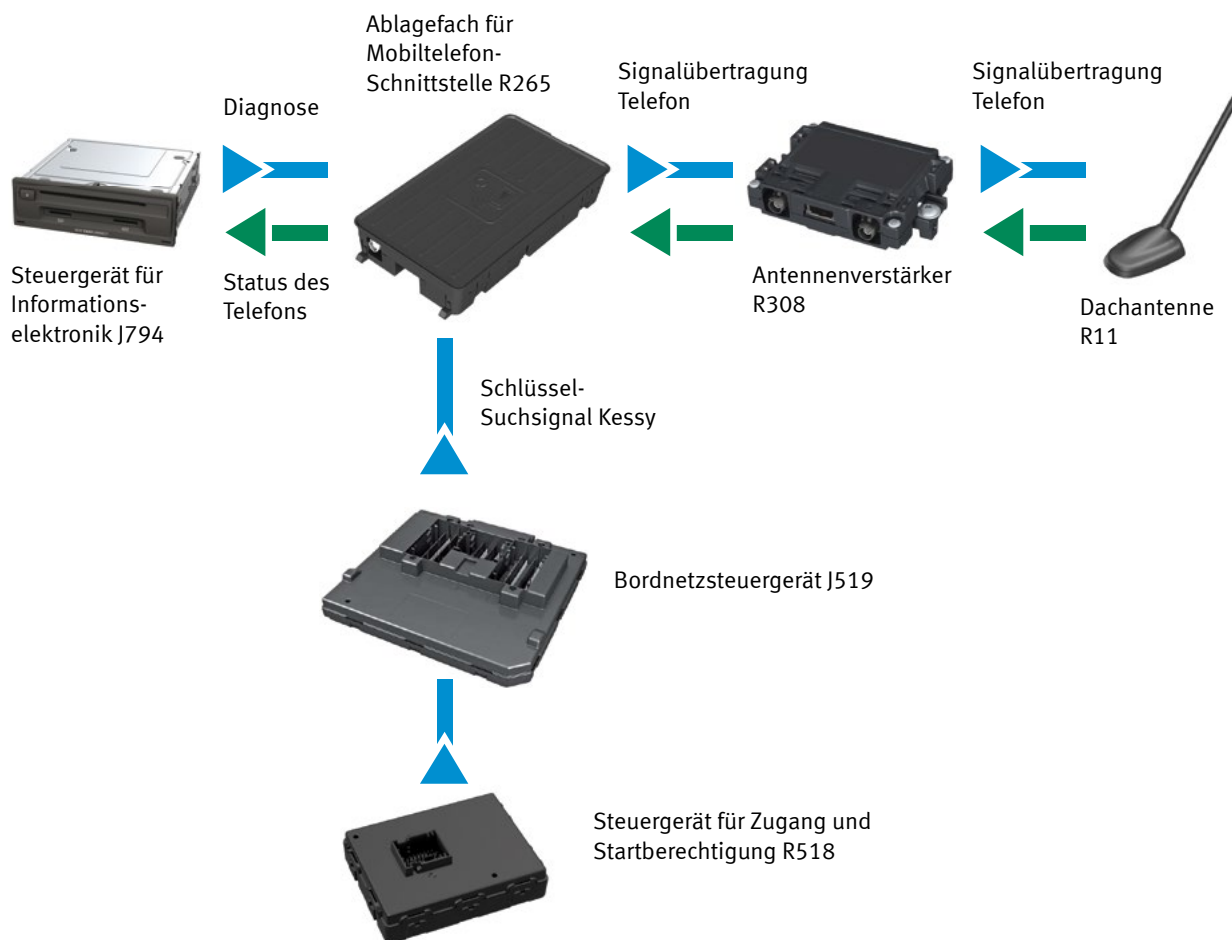 Ablagefach für
Mobiltelefon-
Schnittstelle R265
Signalübertragung
Telefon
Signalübertragung
Telefon
Diagnose
Steuergerät für
Informations-
elektronik J794
Status des
Telefons
Antennenverstärker
R308
Dachantenne
R11
Schlüssel-
Suchsignal Kessy
Bordnetzsteuergerät J519
Steuergerät für Zugang und
Startberechtigung R518